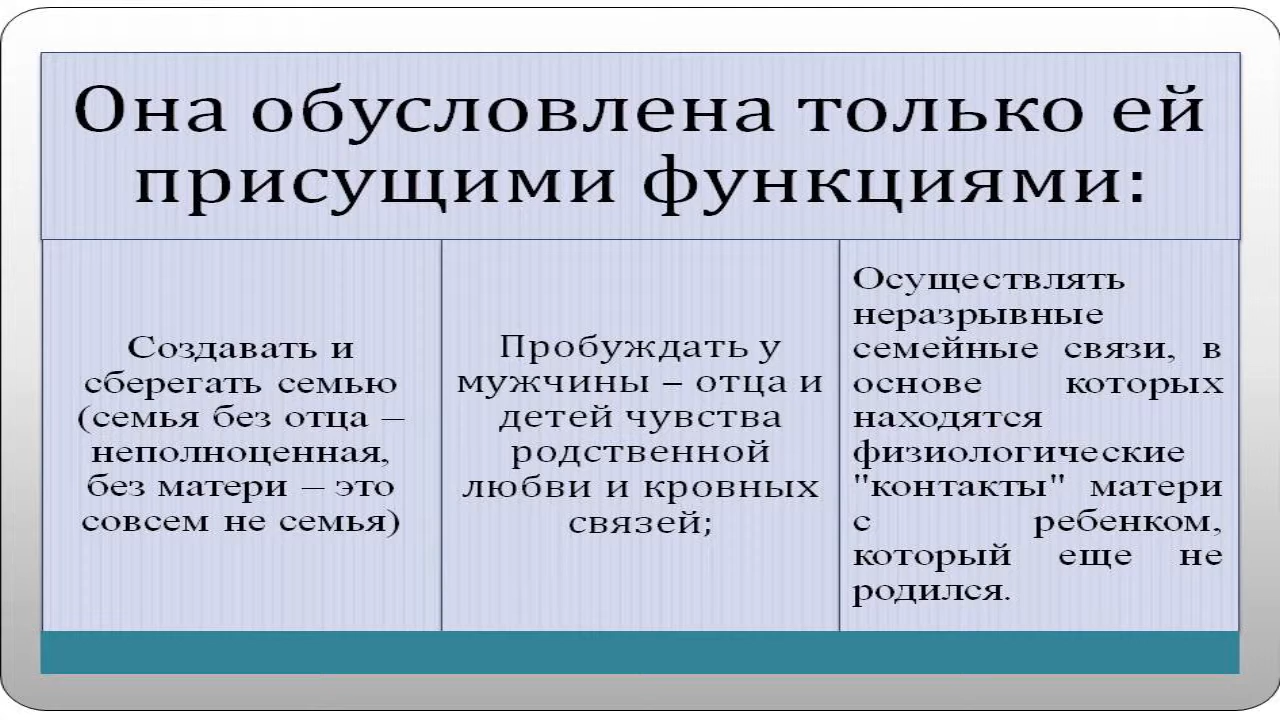 Она обусловлена только ей
присущими функциями:
Создавать и
сберегать семью
(семья без отца –
неполноценная,
без матери – это
совсем не семья)
Пробуждать у
мужчины – отца и
детей чувства
родственной
любви и кровных
связей;
Осуществлять
неразрывные
семейные связи, в
основе которых
находятся
физиологические
"контакты" матери
с ребенком,
который еще не
родился.